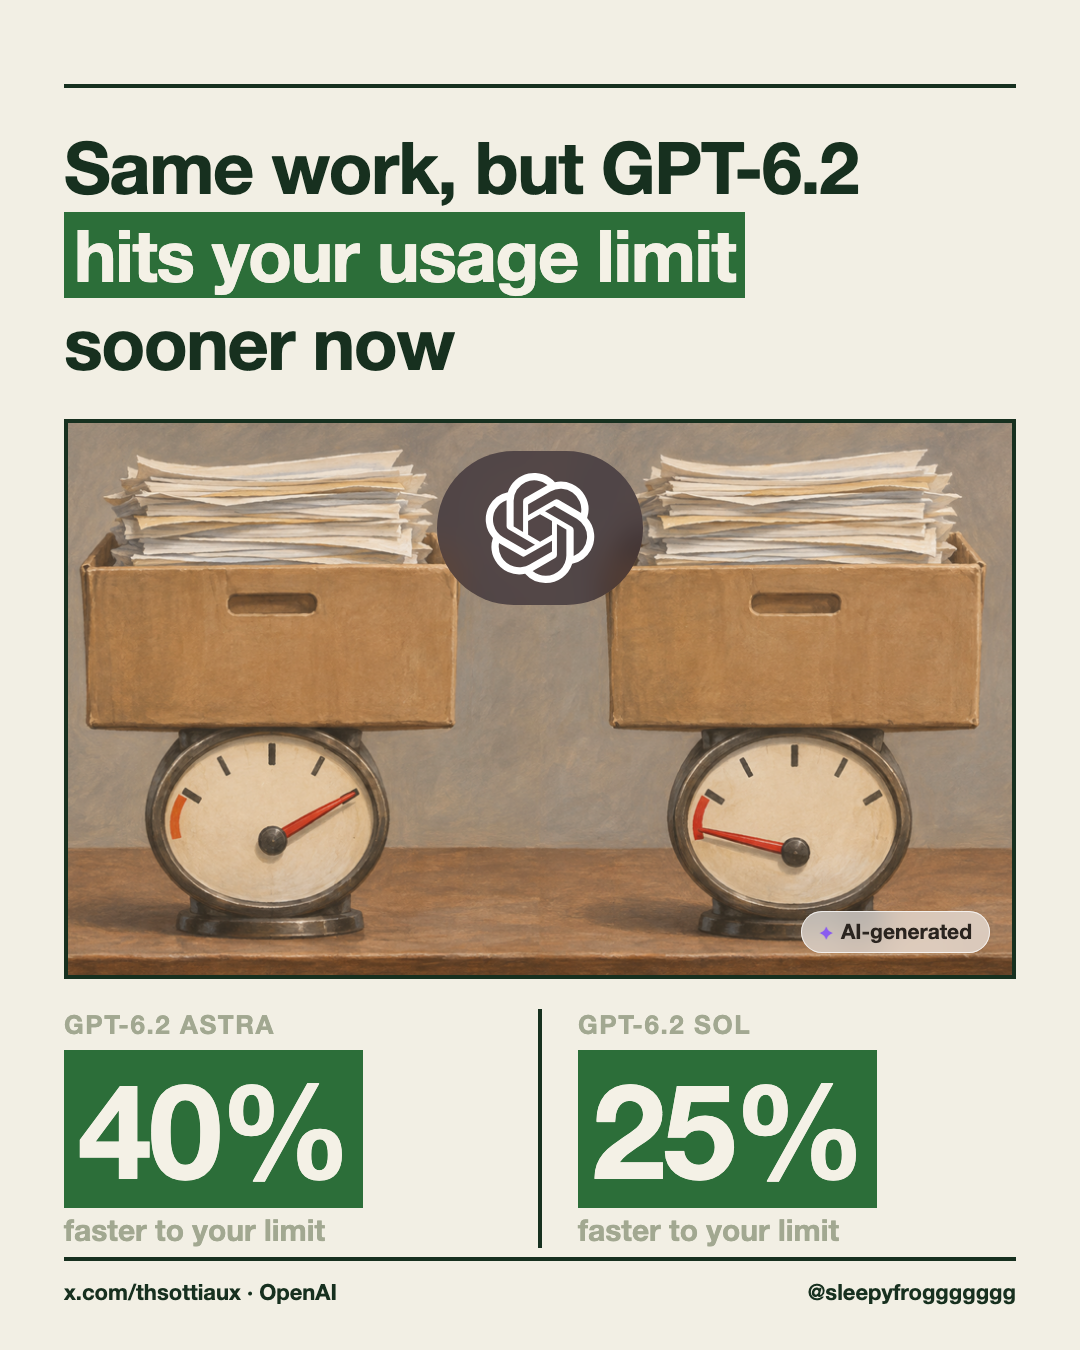 Same work, but GPT-6.2
hits your usage limit
sooner now
AI-generated
GPT-6.2 ASTRA
40%
faster to your limit
GPT-6.2 SOL
25%
faster to your limit
x.com/thsottiaux · OpenAI
@sleepyfroggggggg